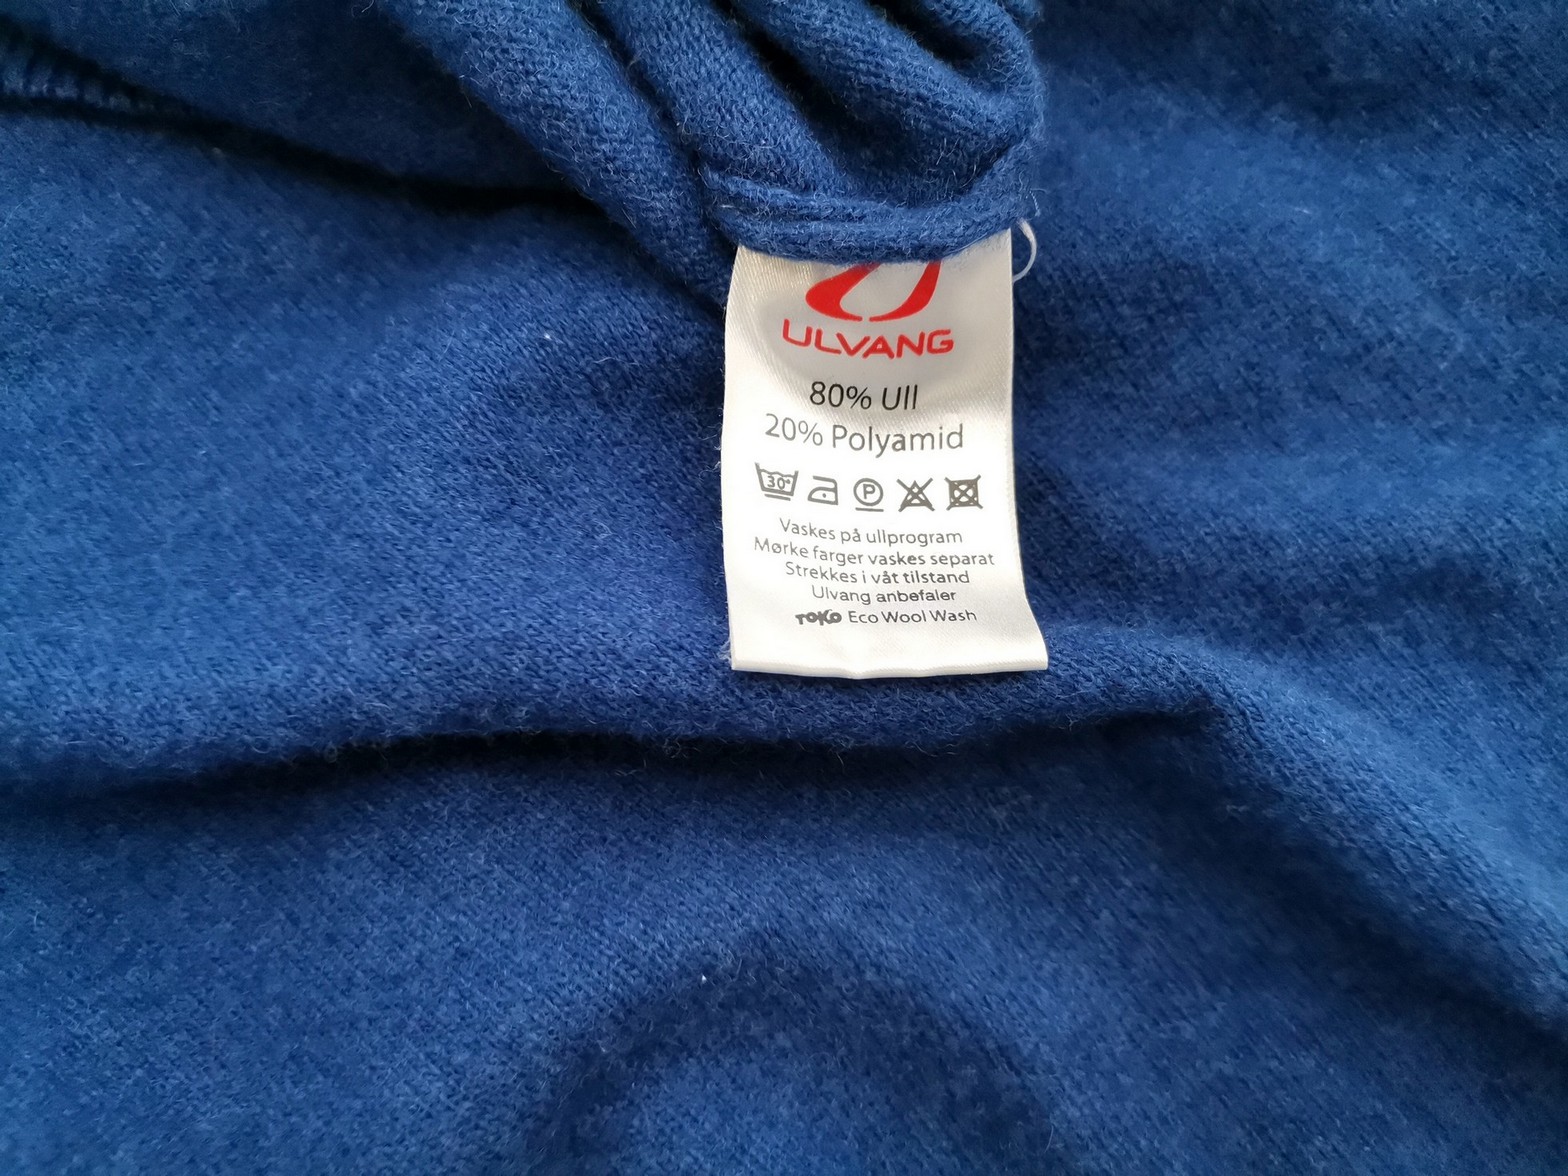 ULVANG
80% Ull
20% Polyamid
30° P
Vaskes på ullprogram
Mørke farger vaskes separat
Strekkes i våt tilstand
Ulvang anbefaler
TOKO Eco Wool Wash